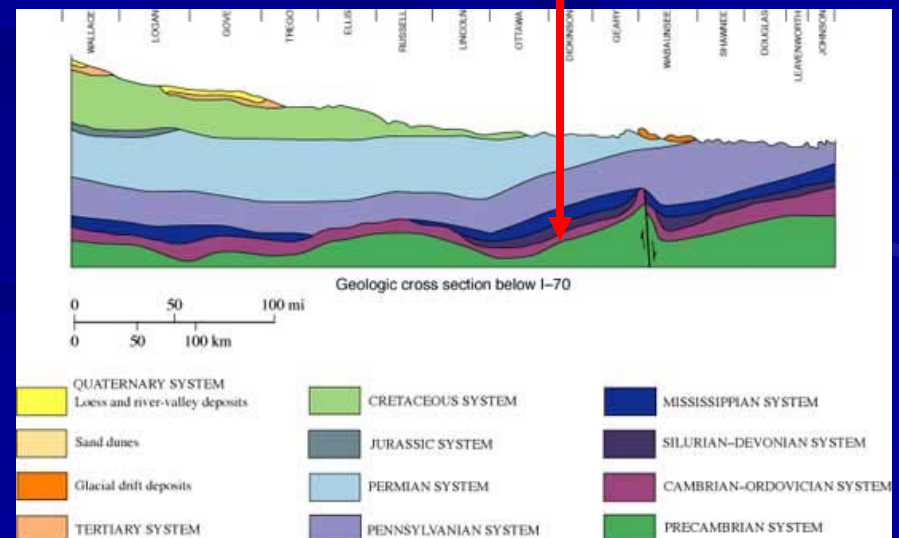 WALLACE
LOGAN
GOVE
TREGO
ELLIS
RUSSELL
LINCOLN
OTTAWA
DICKINSON
GEARY
WABAUNSEE
SHAWNEE
DOUGLAS
LEAVENWORTH
JOHNSON
Geologic cross section below I–70
0 50 100 mi
0 50 100 km
QUATERNARY SYSTEM
Loess and river-valley deposits
Sand dunes
Glacial drift deposits
TERTIARY SYSTEM
CRETACEOUS SYSTEM
JURASSIC SYSTEM
PERMIAN SYSTEM
PENNSYLVANIAN SYSTEM
MISSISSIPPIAN SYSTEM
SILURIAN–DEVONIAN SYSTEM
CAMBRIAN–ORDOVICIAN SYSTEM
PRECAMBRIAN SYSTEM